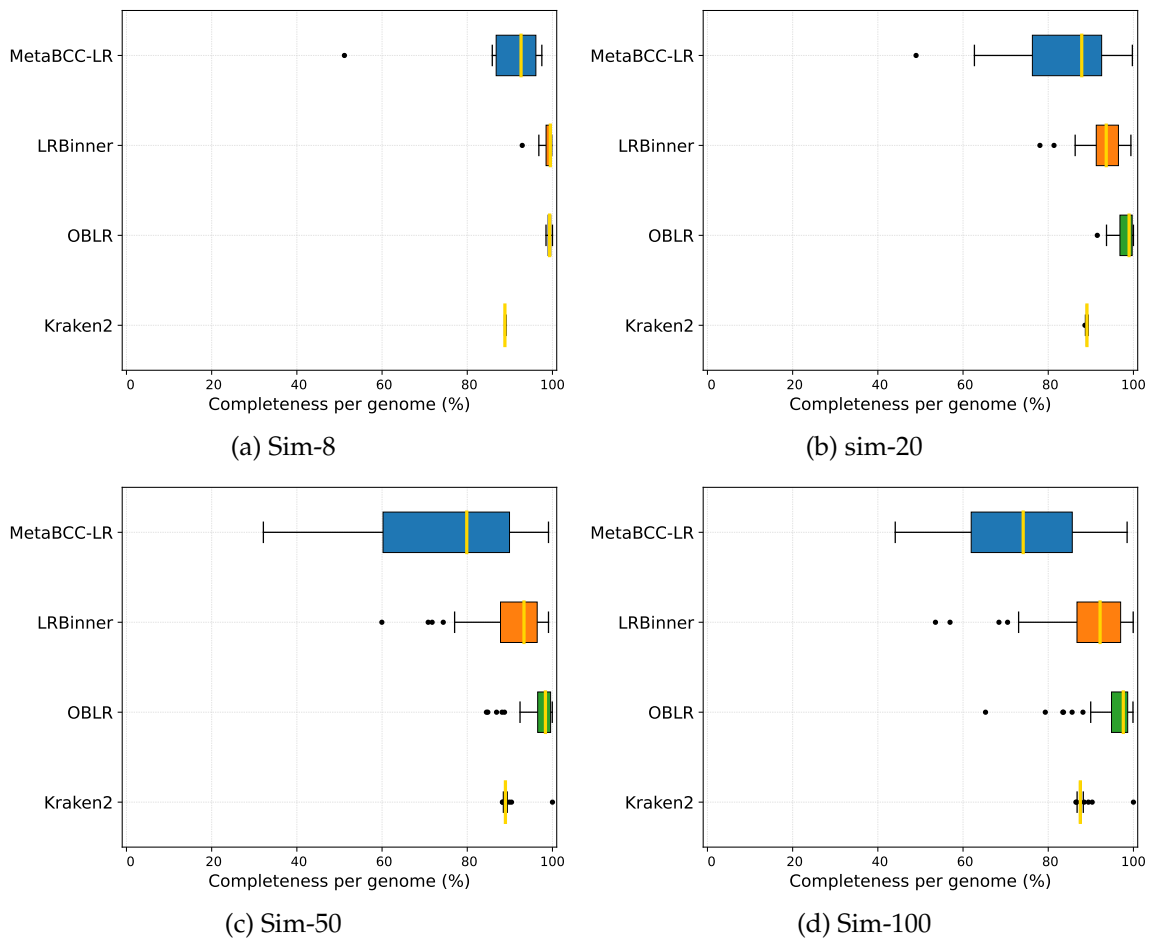 MetaBCC-LR
LRBinner
OBLR
Kraken2
0 20 40 60 80 100
Completeness per genome (%)
(a) Sim-8
MetaBCC-LR
LRBinner
OBLR
Kraken2
0 20 40 60 80 100
Completeness per genome (%)
(b) sim-20
MetaBCC-LR
LRBinner
OBLR
Kraken2
0 20 40 60 80 100
Completeness per genome (%)
(c) Sim-50
MetaBCC-LR
LRBinner
OBLR
Kraken2
0 20 40 60 80 100
Completeness per genome (%)
(d) Sim-100